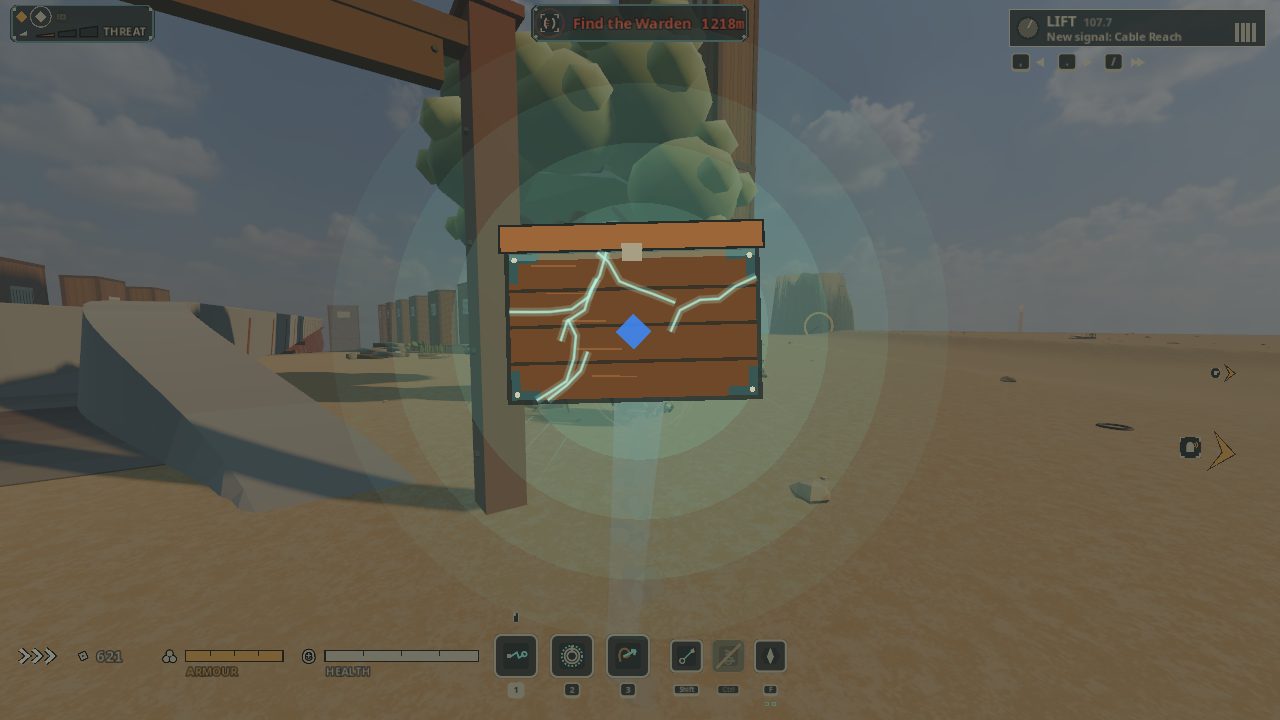 THREAT
Find the Warden 1218m
LIFT 107.7
New signal: Cable Reach
, . /
621
ARMOUR
HEALTH
1 2 3 Shift Ctrl F